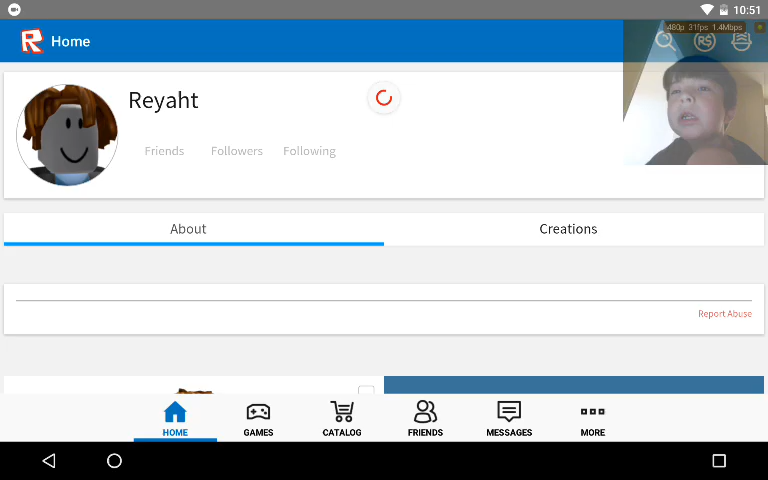 10:51
Home
480p 31fps 1.4Mbps
R$
Reyaht
Friends Followers Following
About Creations
Report Abuse
HOME GAMES CATALOG FRIENDS MESSAGES MORE